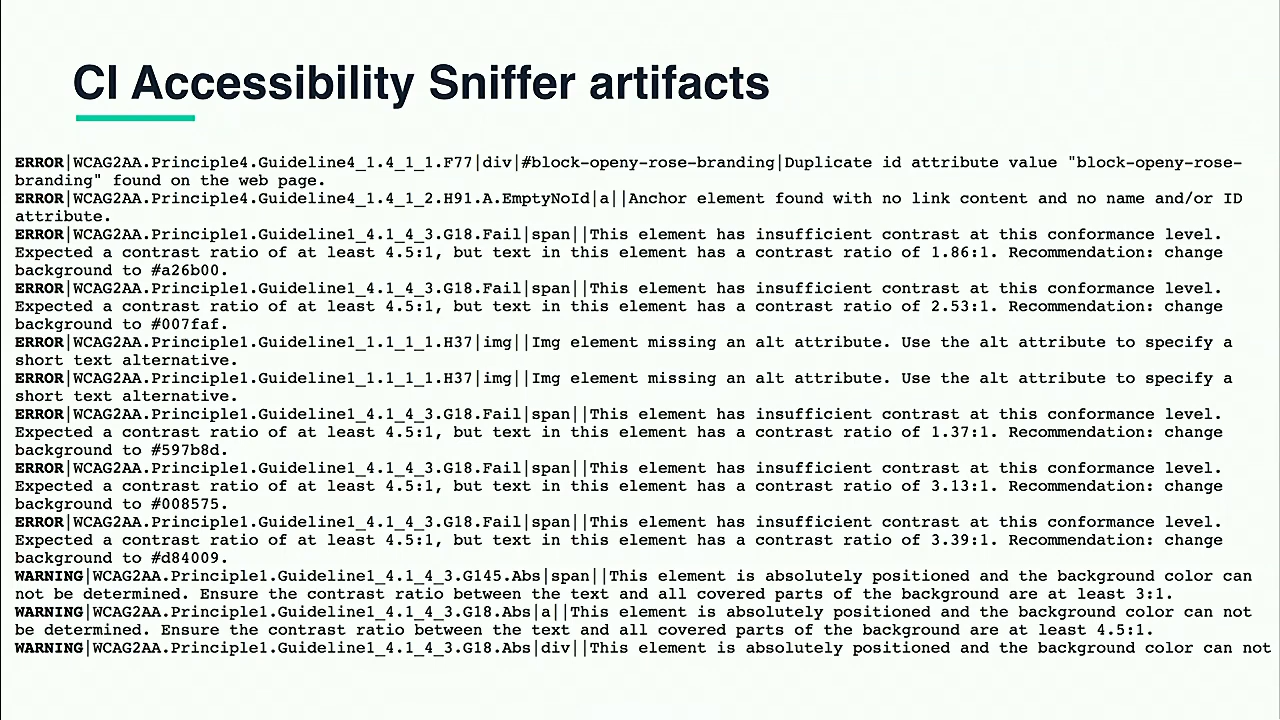 CI Accessibility Sniffer artifacts
ERROR|WCAG2AA.Principle4.Guideline4_1.4_1_1.F77|div|#block-openy-rose-branding|Duplicate id attribute value "block-openy-rose-
branding" found on the web page.
ERROR|WCAG2AA.Principle4.Guideline4_1.4_1_2.H91.A.EmptyNoId|a||Anchor element found with no link content and no name and/or ID
attribute.
ERROR|WCAG2AA.Principle1.Guideline1_4.1_4_3.G18.Fail|span||This element has insufficient contrast at this conformance level.
Expected a contrast ratio of at least 4.5:1, but text in this element has a contrast ratio of 1.86:1. Recommendation: change
background to #a26b00.
ERROR|WCAG2AA.Principle1.Guideline1_4.1_4_3.G18.Fail|span||This element has insufficient contrast at this conformance level.
Expected a contrast ratio of at least 4.5:1, but text in this element has a contrast ratio of 2.53:1. Recommendation: change
background to #007faf.
ERROR|WCAG2AA.Principle1.Guideline1_1.1_1_1.H37|img||Img element missing an alt attribute. Use the alt attribute to specify a
short text alternative.
ERROR|WCAG2AA.Principle1.Guideline1_1.1_1_1.H37|img||Img element missing an alt attribute. Use the alt attribute to specify a
short text alternative.
ERROR|WCAG2AA.Principle1.Guideline1_4.1_4_3.G18.Fail|span||This element has insufficient contrast at this conformance level.
Expected a contrast ratio of at least 4.5:1, but text in this element has a contrast ratio of 1.37:1. Recommendation: change
background to #597b8d.
ERROR|WCAG2AA.Principle1.Guideline1_4.1_4_3.G18.Fail|span||This element has insufficient contrast at this conformance level.
Expected a contrast ratio of at least 4.5:1, but text in this element has a contrast ratio of 3.13:1. Recommendation: change
background to #008575.
ERROR|WCAG2AA.Principle1.Guideline1_4.1_4_3.G18.Fail|span||This element has insufficient contrast at this conformance level.
Expected a contrast ratio of at least 4.5:1, but text in this element has a contrast ratio of 3.39:1. Recommendation: change
background to #d84009.
WARNING|WCAG2AA.Principle1.Guideline1_4.1_4_3.G145.Abs|span||This element is absolutely positioned and the background color can
not be determined. Ensure the contrast ratio between the text and all covered parts of the background are at least 3:1.
WARNING|WCAG2AA.Principle1.Guideline1_4.1_4_3.G18.Abs|a||This element is absolutely positioned and the background color can not
be determined. Ensure the contrast ratio between the text and all covered parts of the background are at least 4.5:1.
WARNING|WCAG2AA.Principle1.Guideline1_4.1_4_3.G18.Abs|div||This element is absolutely positioned and the background color can not